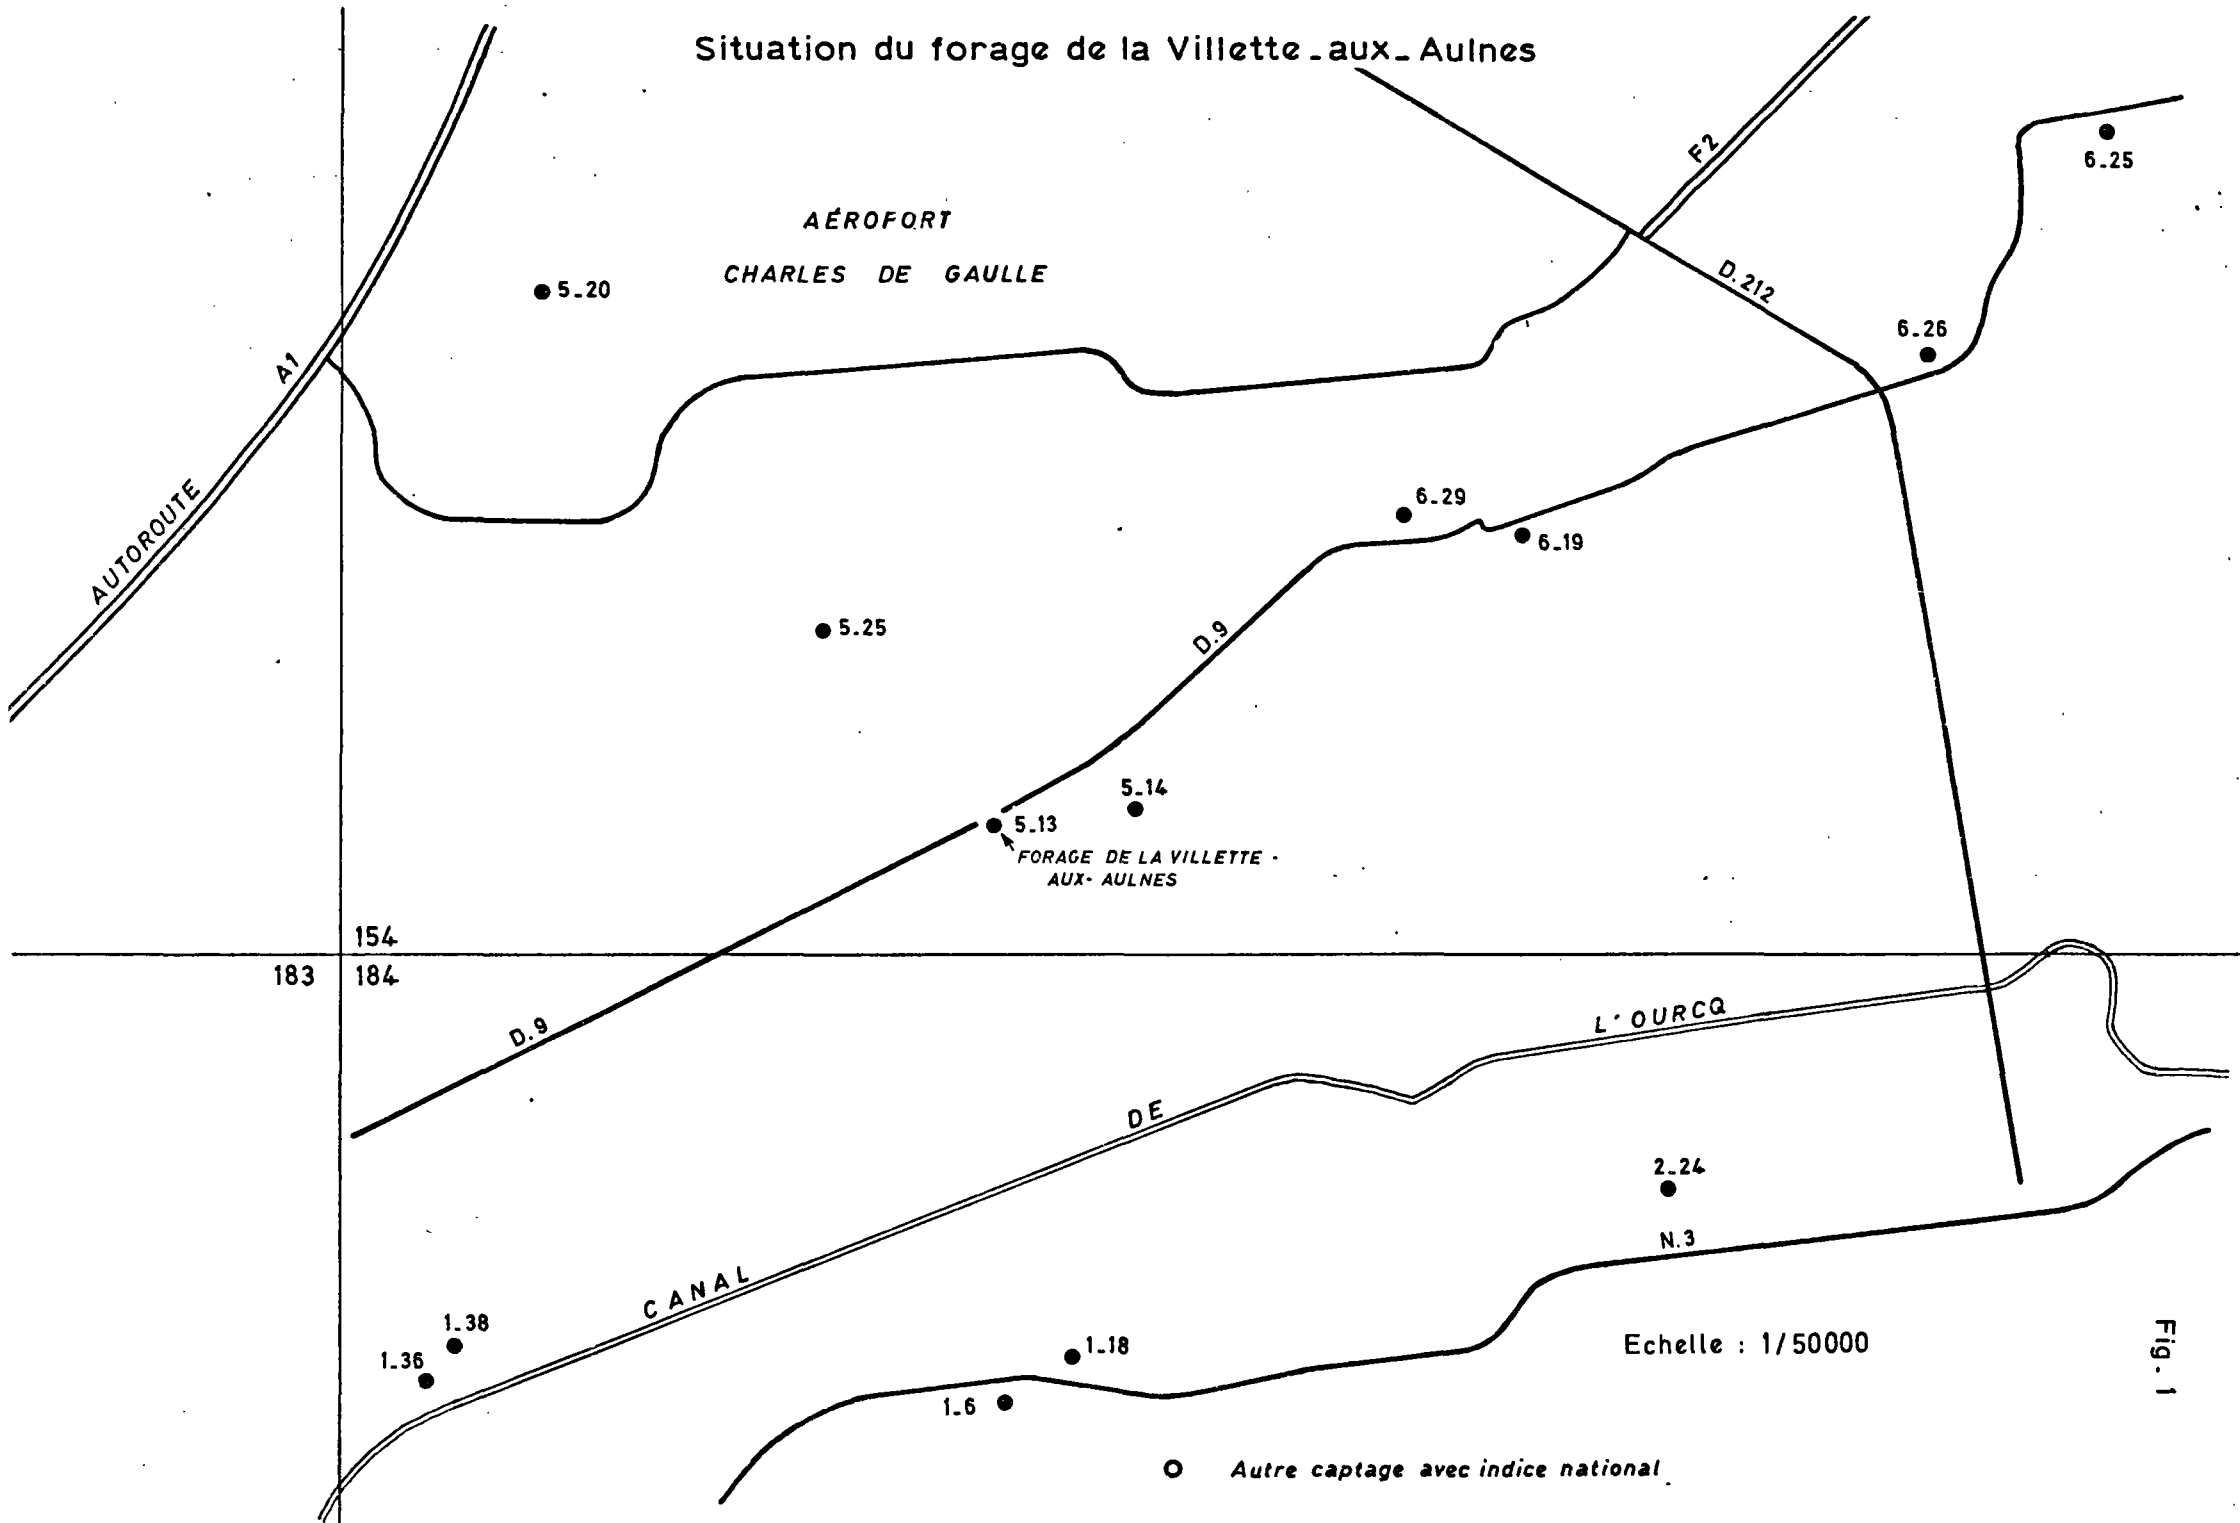 Situation du forage de la Villette-aux-Aulnes
F2
6-25
AÉROFORT
CHARLES DE GAULLE
5-20
D.212
6-26
A1
AUTOROUTE
6-29
6-19
5-25
D.9
5-14
5-13
FORAGE DE LA VILLETTE-
AUX-AULNES
154
183 184
D.9
CANAL DE L'OURCQ
2-24
N.3
1-38
1-36
1-18
1-6
Echelle : 1/50000
Fig. 1
Autre captage avec indice national